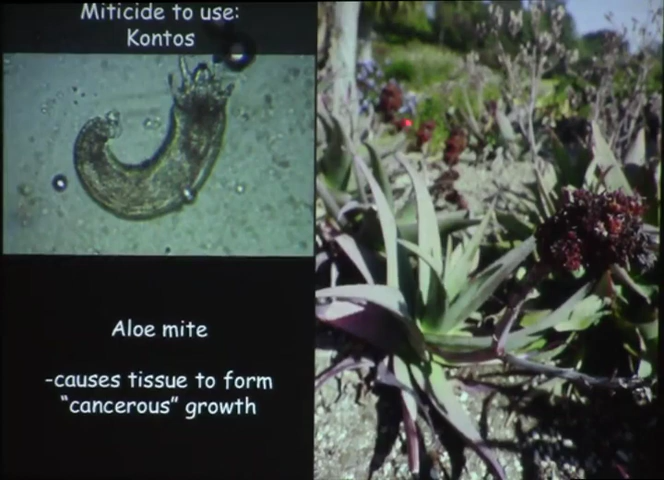 Miticide to use:
Kontos
Aloe mite
-causes tissue to form
“cancerous” growth